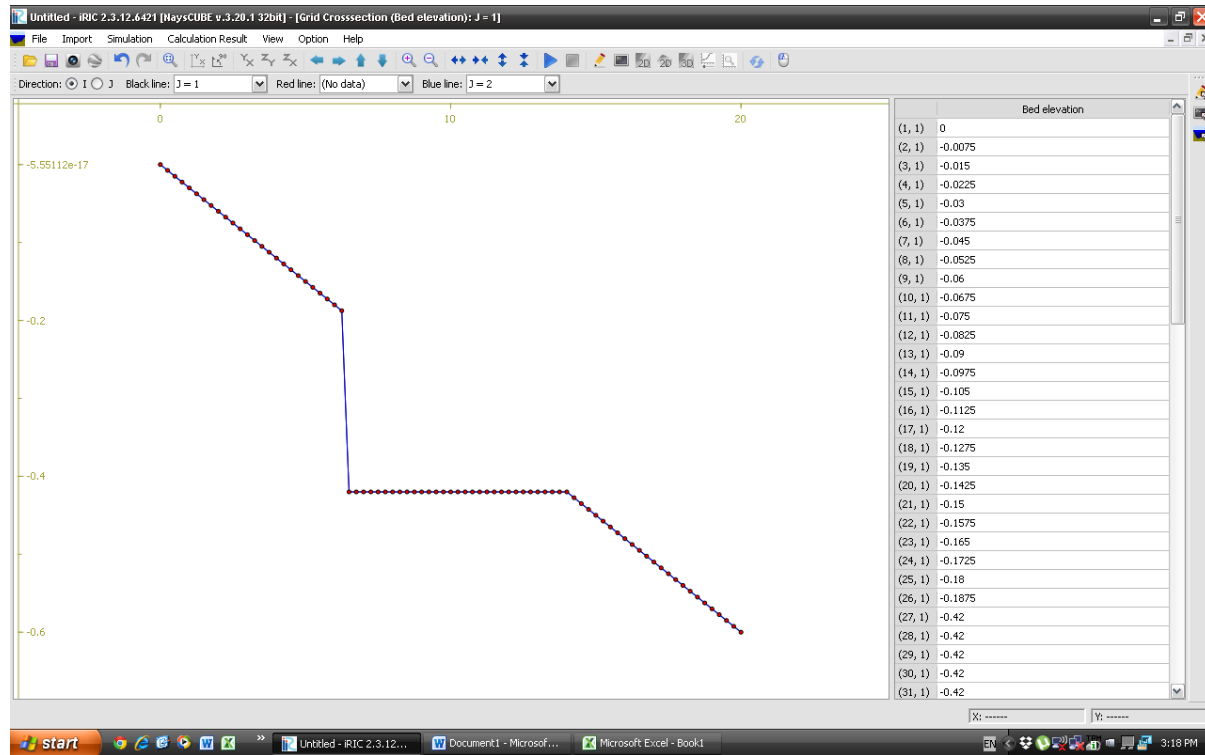 Untitled - iRIC 2.3.12.6421 [NaysCUBE v.3.20.1 32bit] - [Grid Crosssection (Bed elevation): J = 1]
File Import Simulation Calculation Result View Option Help
Direction: I J Black line: J = 1 Red line: (No data) Blue line: J = 2
0 10 20
-5.55112e-17
-0.2
-0.4
-0.6
Bed elevation
(1, 1) 0
(2, 1) -0.0075
(3, 1) -0.015
(4, 1) -0.0225
(5, 1) -0.03
(6, 1) -0.0375
(7, 1) -0.045
(8, 1) -0.0525
(9, 1) -0.06
(10, 1) -0.0675
(11, 1) -0.075
(12, 1) -0.0825
(13, 1) -0.09
(14, 1) -0.0975
(15, 1) -0.105
(16, 1) -0.1125
(17, 1) -0.12
(18, 1) -0.1275
(19, 1) -0.135
(20, 1) -0.1425
(21, 1) -0.15
(22, 1) -0.1575
(23, 1) -0.165
(24, 1) -0.1725
(25, 1) -0.18
(26, 1) -0.1875
(27, 1) -0.42
(28, 1) -0.42
(29, 1) -0.42
(30, 1) -0.42
(31, 1) -0.42
X: ------ Y: ------
start Untitled - iRIC 2.3.12... Document1 - Microsof... Microsoft Excel - Book1 EN 3:18 PM